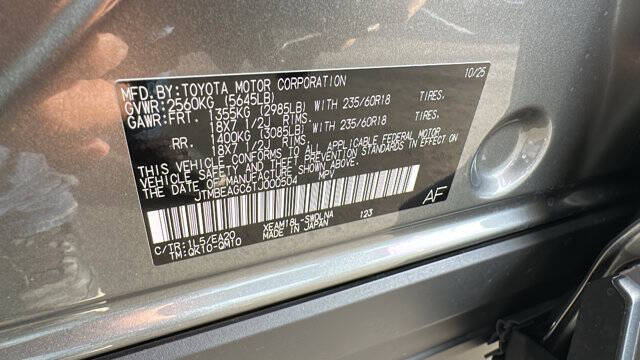 MFD.BY:TOYOTA MOTOR CORPORATION 10/25
GVWR:2560KG (5645LB)
GAWR:FRT. 1355KG (2985LB) WITH 235/60R18 TIRES,
18X7 1/2J RIMS.
RR. 1400KG (3085LB) WITH 235/60R18 TIRES,
18X7 1/2J RIMS.
THIS VEHICLE CONFORMS TO ALL APPLICABLE FEDERAL MOTOR
VEHICLE SAFETY AND THEFT PREVENTION STANDARDS IN EFFECT
ON THE DATE OF MANUFACTURE SHOWN ABOVE.
JTMBEAGC6TJ000504 MPV
C/TR:1L5/EA20 XEAM18L-SWDLNA 123 AF
TM:QK10-QM10 MADE IN JAPAN